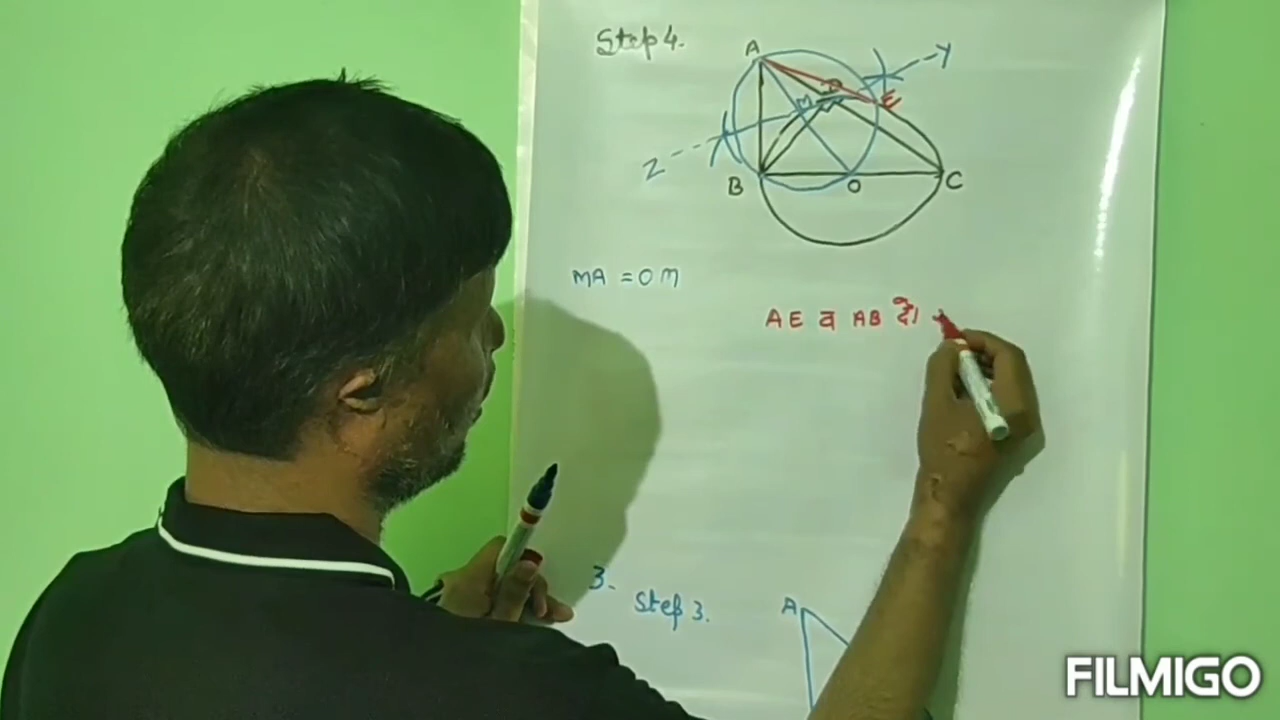 Step 4.
A
Y
D
M
E
Z
B
O
C
MA = OM
AE व AB दो
3.
Step 3.
A
FILMIGO